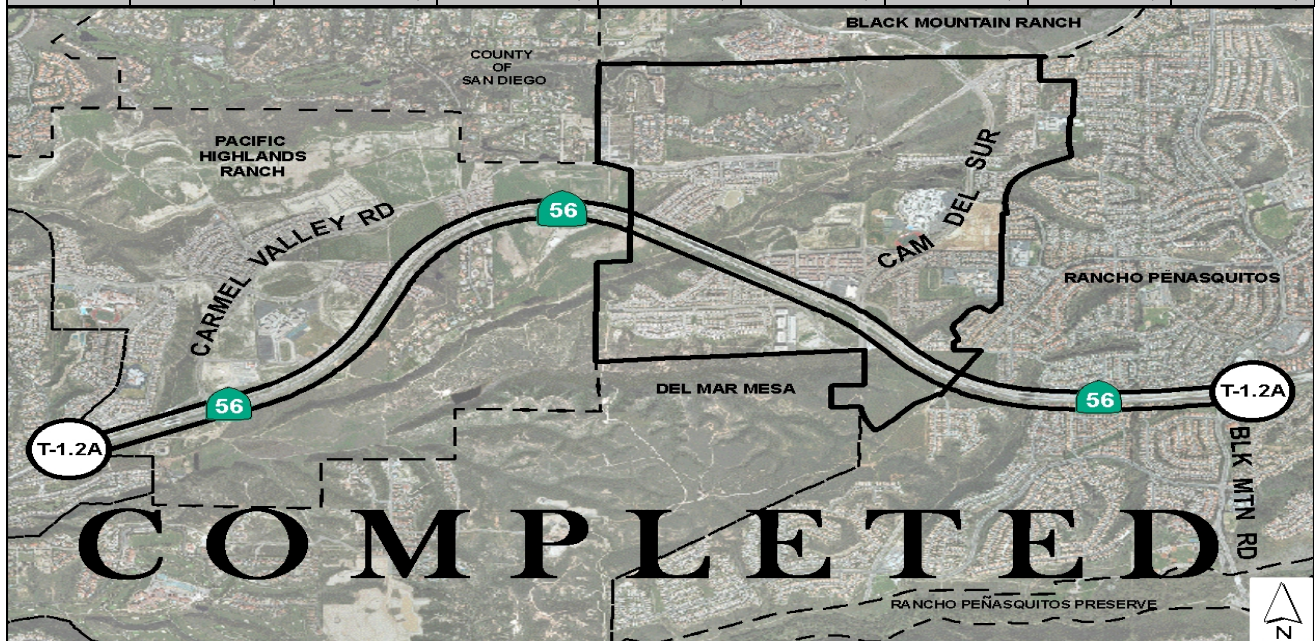 BLACK MOUNTAIN RANCH
COUNTY
OF
SAN DIEGO
PACIFIC
HIGHLANDS
RANCH
CARMEL VALLEY RD
56
CAM DEL SUR
RANCHO PEÑASQUITOS
DEL MAR MESA
56
56
T-1.2A
T-1.2A
BLK MTN RD
COMPLETED
RANCHO PEÑASQUITOS PRESERVE
N